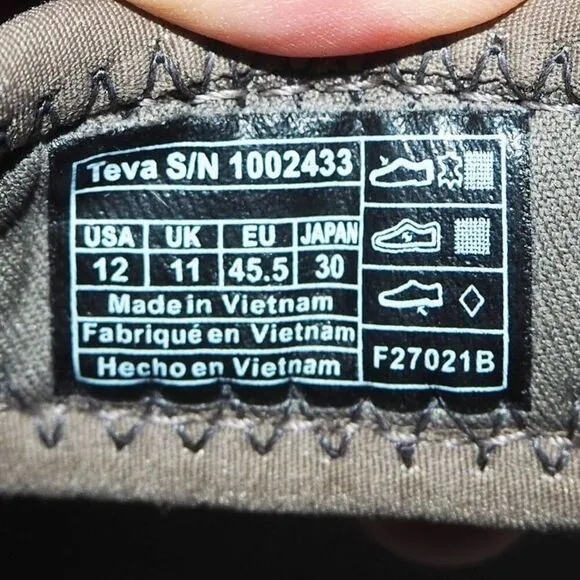 Teva S/N 1002433
USA UK EU JAPAN
12 11 45.5 30
Made in Vietnam
Fabriqué en Vietnam
Hecho en Vietnam
F27021B